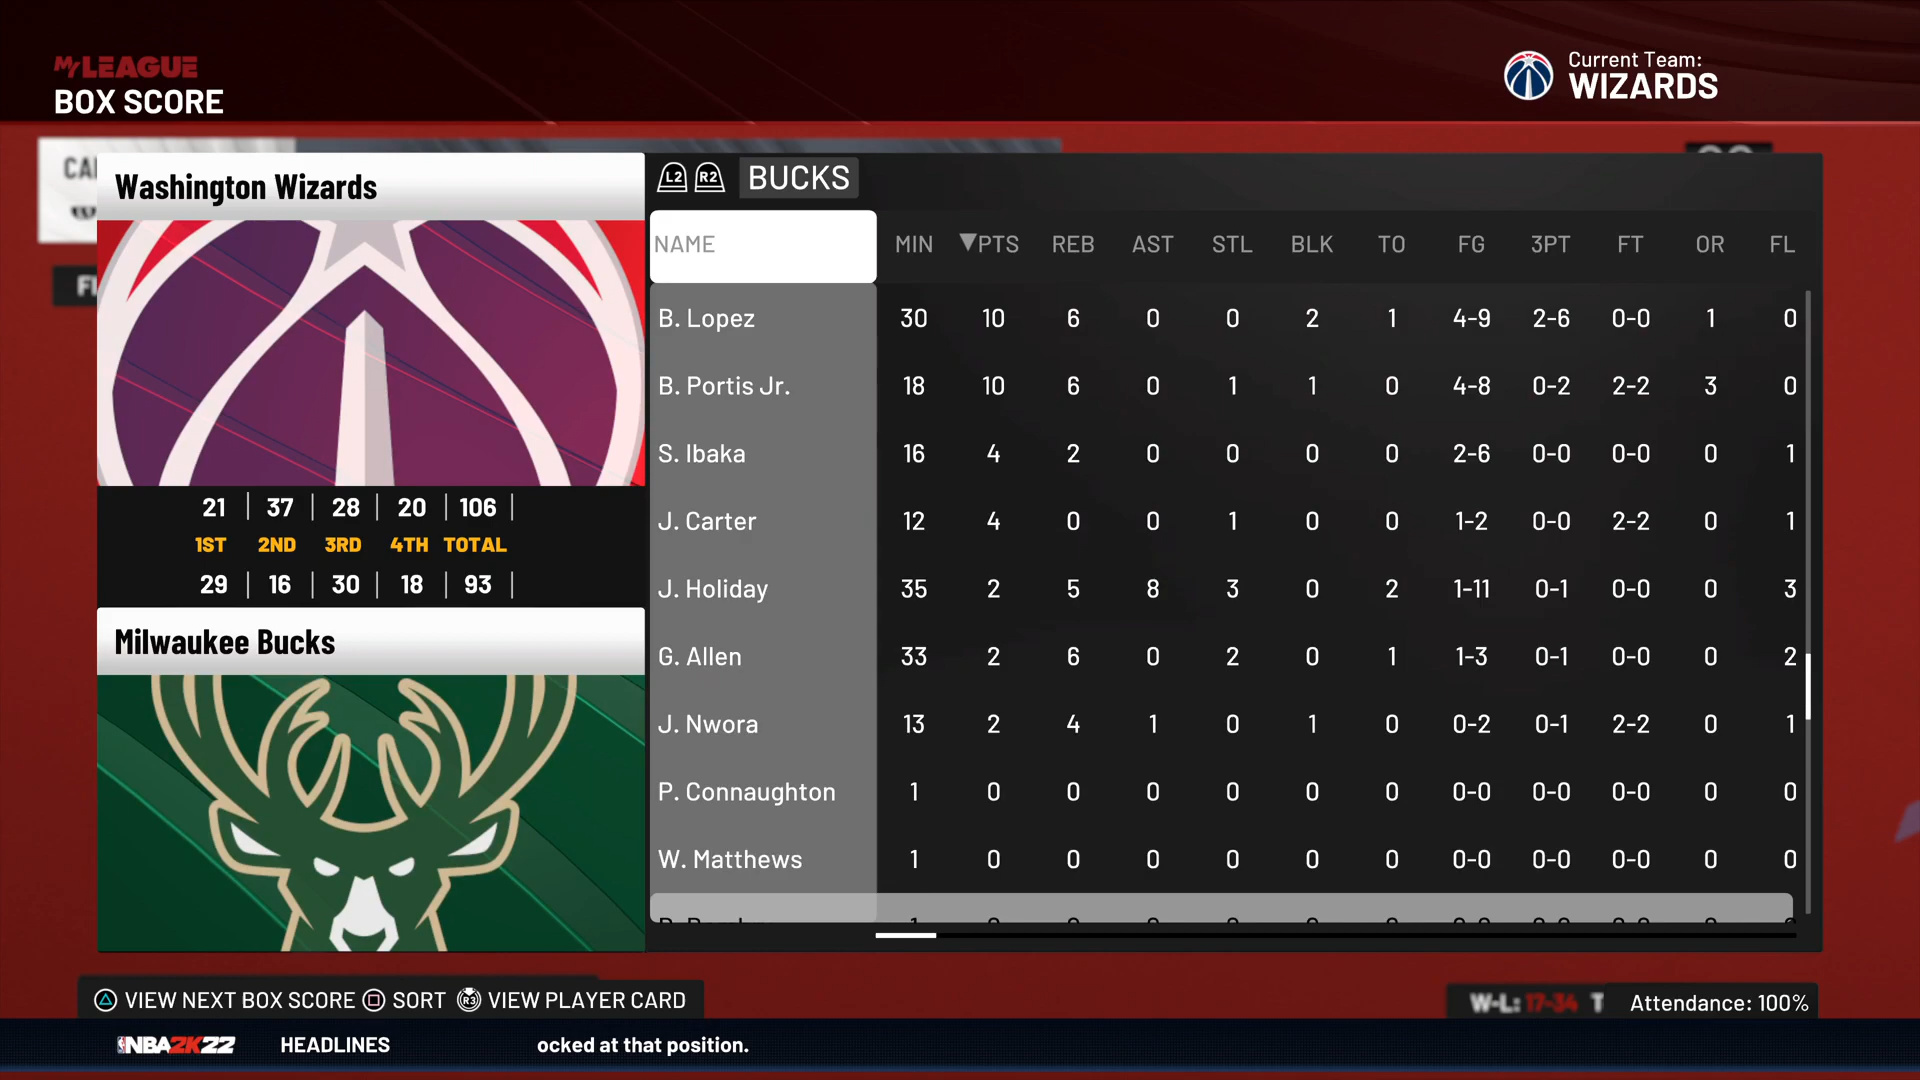 MyLEAGUE
BOX SCORE
Current Team:
WIZARDS
Washington Wizards
21 | 37 | 28 | 20 | 106 |
1ST 2ND 3RD 4TH TOTAL
29 | 16 | 30 | 18 | 93 |
Milwaukee Bucks
L2 R2 BUCKS
NAME MIN ▼PTS REB AST STL BLK TO FG 3PT FT OR FL
B. Lopez 30 10 6 0 0 2 1 4-9 2-6 0-0 1 0
B. Portis Jr. 18 10 6 0 1 1 0 4-8 0-2 2-2 3 0
S. Ibaka 16 4 2 0 0 0 0 2-6 0-0 0-0 0 1
J. Carter 12 4 0 0 1 0 0 1-2 0-0 2-2 0 1
J. Holiday 35 2 5 8 3 0 2 1-11 0-1 0-0 0 3
G. Allen 33 2 6 0 2 0 1 1-3 0-1 0-0 0 2
J. Nwora 13 2 4 1 0 1 0 0-2 0-1 2-2 0 1
P. Connaughton 1 0 0 0 0 0 0 0-0 0-0 0-0 0 0
W. Matthews 1 0 0 0 0 0 0 0-0 0-0 0-0 0 0
VIEW NEXT BOX SCORE SORT R3 VIEW PLAYER CARD
W-L: 17-34 T Attendance: 100%
NBA2K22 HEADLINES ocked at that position.